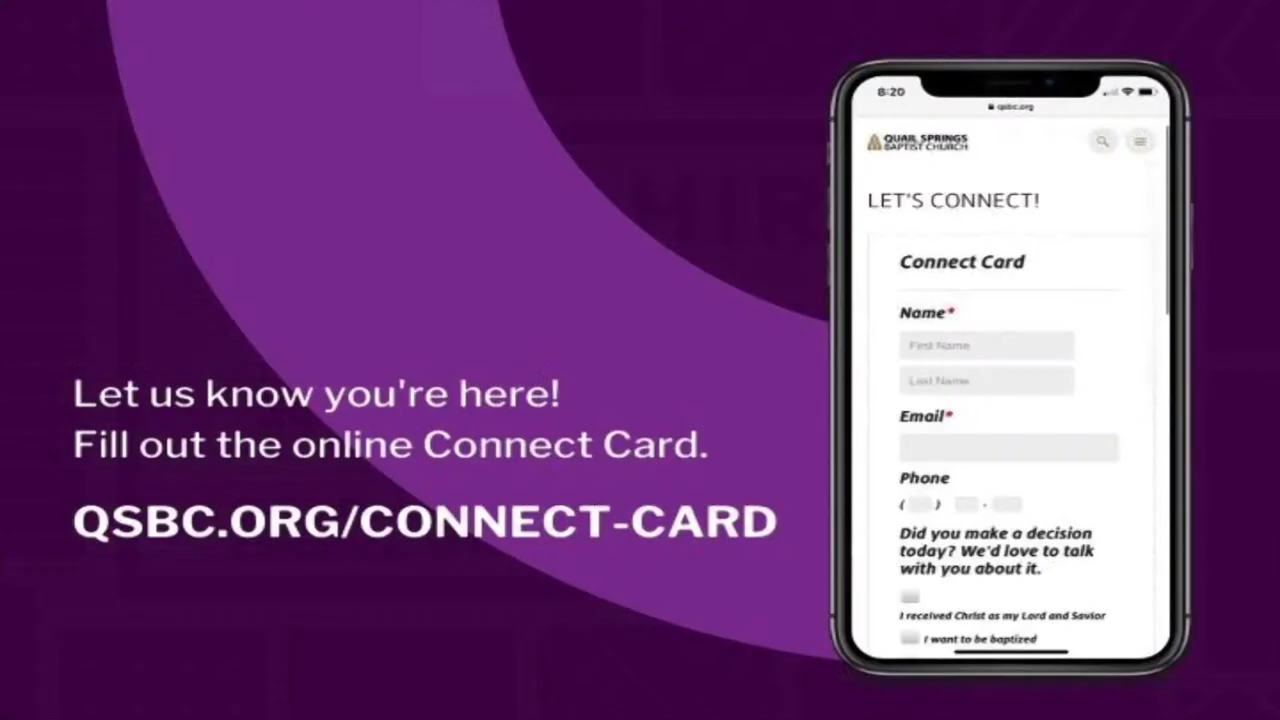 Let us know you're here!
Fill out the online Connect Card.
QSBC.ORG/CONNECT-CARD
8:20
qsbc.org
QUAIL SPRINGS
BAPTIST CHURCH
LET'S CONNECT!
Connect Card
Name*
First Name
Last Name
Email*
Phone
( ) -
Did you make a decision
today? We'd love to talk
with you about it.
I received Christ as my Lord and Savior
I want to be baptized